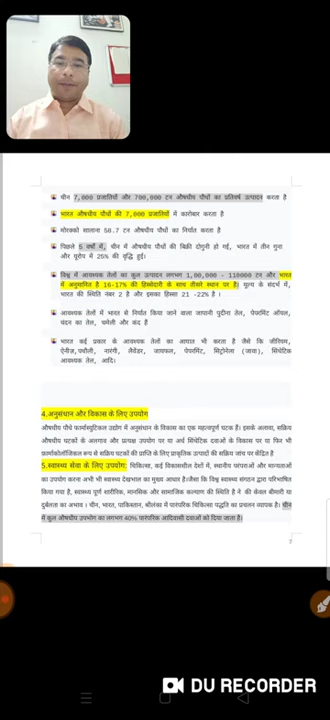 चीन 7,000 प्रजातियों और 700,000 टन औषधीय पौधों का प्रतिवर्ष उत्पादन करता है
भारत औषधीय पौधों की 7,000 प्रजातियों में कारोबार करता है
मोरक्को सालाना 58.7 टन औषधीय पौधों का निर्यात करता है
पिछले 5 वर्षों में, चीन में औषधीय पौधों की बिक्री दोगुनी हो गई, भारत में तीन गुना
और यूरोप में 25% की वृद्धि हुई।
विश्व में आवश्यक तेलों का कुल उत्पादन लगभग 1,00,000 - 110000 टन और भारत
में अनुमानित है 16-17% की हिस्सेदारी के साथ तीसरे स्थान पर है। मूल्य के संदर्भ में,
भारत की स्थिति नंबर 2 है और इसका हिस्सा 21 -22% है ।
आवश्यक तेलों में भारत से निर्यात किया जाने वाला जापानी पुदीना तेल, पेपरमिंट ऑयल,
चंदन का तेल, चमेली और कंद है
भारत कई प्रकार के आवश्यक तेलों का आयात भी करता है जैसे कि जीरियम,
ऐनीज़,पचौली, नारंगी, लैवेंडर, जायफल, पेपरमिंट, सिट्रोनेला (जावा), सिंथेटिक
आवश्यक तेल, आदि।
4.अनुसंधान और विकास के लिए उपयोग
औषधीय पौधे फार्मास्युटिकल उद्योग में अनुसंधान के विकास का एक महत्वपूर्ण घटक हैं। इसके अलावा, सक्रिय
औषधीय घटकों के अलगाव और प्रत्यक्ष उपयोग पर या अर्ध सिंथेटिक दवाओं के विकास पर या फिर भी
फ़ार्माकोलॉजिकल रूप से सक्रिय घटकों के लिए प्राकृतिक उत्पादों की सक्रिय जांच पर केंद्रित है
5.स्वास्थ्य सेवा के लिए उपयोग: चिकित्सा, कई विकासशील देशों में, स्थानीय परंपराओं और मान्यताओं
का उपयोग करना अभी भी स्वास्थ्य देखभाल का मुख्य आधार है।जैसा कि विश्व स्वास्थ्य संगठन द्वारा परिभाषित
किया गया है, स्वास्थ्य पूर्ण शारीरिक, मानसिक और सामाजिक कल्याण की स्थिति है ने की केवल बीमारी या
दुर्बलता का अभाव । चीन, भारत, पाकिस्तान, श्रीलंका में पारंपरिक चिकित्सा पद्धति का प्रचलन व्यापक है। चीन
में कुल औषधीय उपभोग का लगभग 40% पारंपरिक आदिवासी दवाओं को दिया जाता है।
7
DU RECORDER